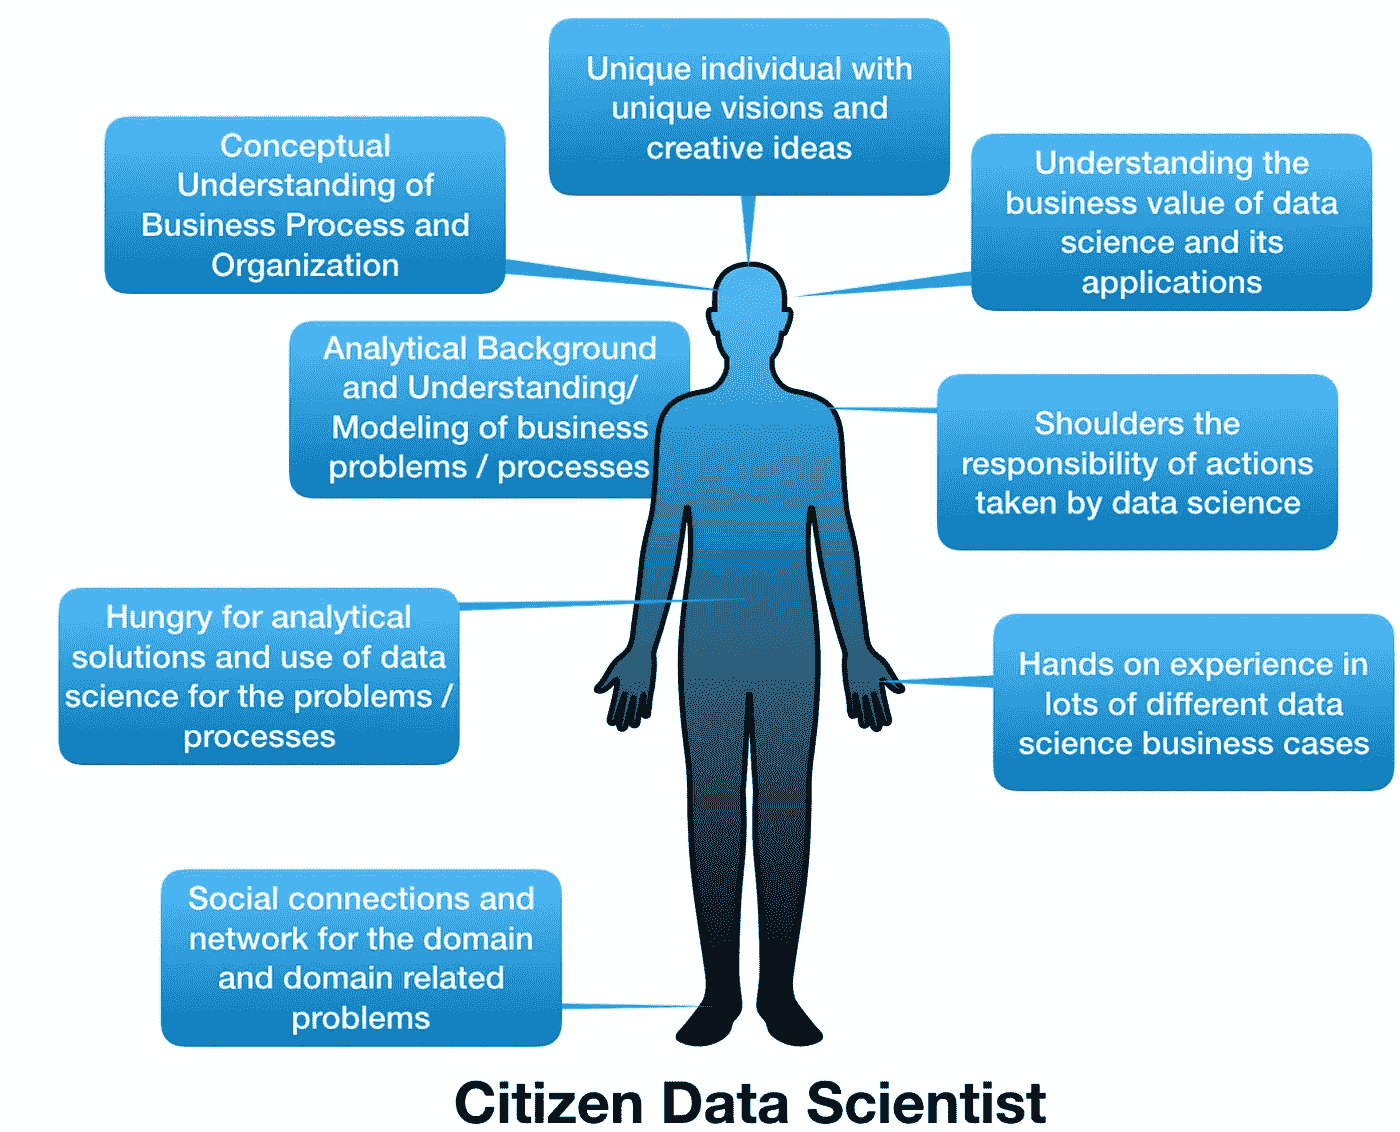 Unique individual with
unique visions and
creative ideas
Conceptual
Understanding of
Business Process and
Organization
Understanding the
business value of data
science and its
applications
Analytical Background
and Understanding/
Modeling of business
problems / processes
Shoulders the
responsibility of actions
taken by data science
Hungry for analytical
solutions and use of data
science for the problems /
processes
Hands on experience in
lots of different data
science business cases
Social connections and
network for the domain
and domain related
problems
Citizen Data Scientist